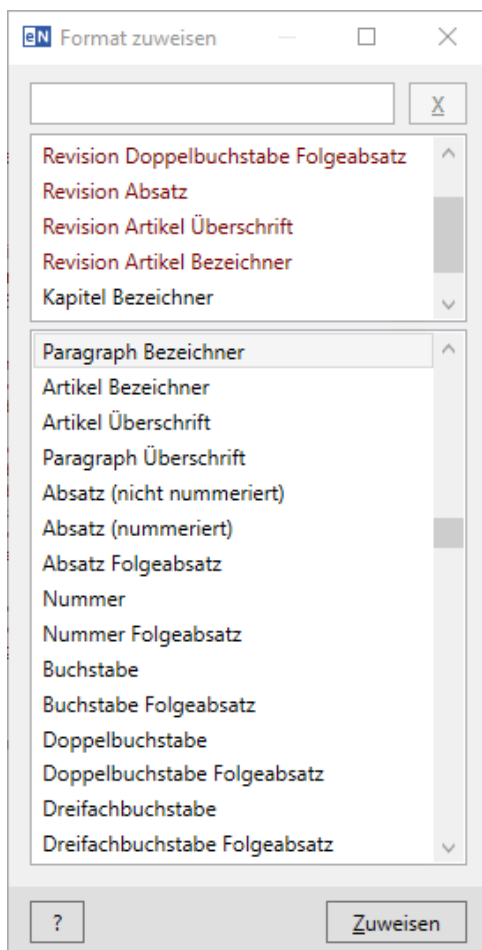 eN Format zuweisen
X
Revision Doppelbuchstabe Folgeabsatz
Revision Absatz
Revision Artikel Überschrift
Revision Artikel Bezeichner
Kapitel Bezeichner
Paragraph Bezeichner
Artikel Bezeichner
Artikel Überschrift
Paragraph Überschrift
Absatz (nicht nummeriert)
Absatz (nummeriert)
Absatz Folgeabsatz
Nummer
Nummer Folgeabsatz
Buchstabe
Buchstabe Folgeabsatz
Doppelbuchstabe
Doppelbuchstabe Folgeabsatz
Dreifachbuchstabe
Dreifachbuchstabe Folgeabsatz
? Zuweisen